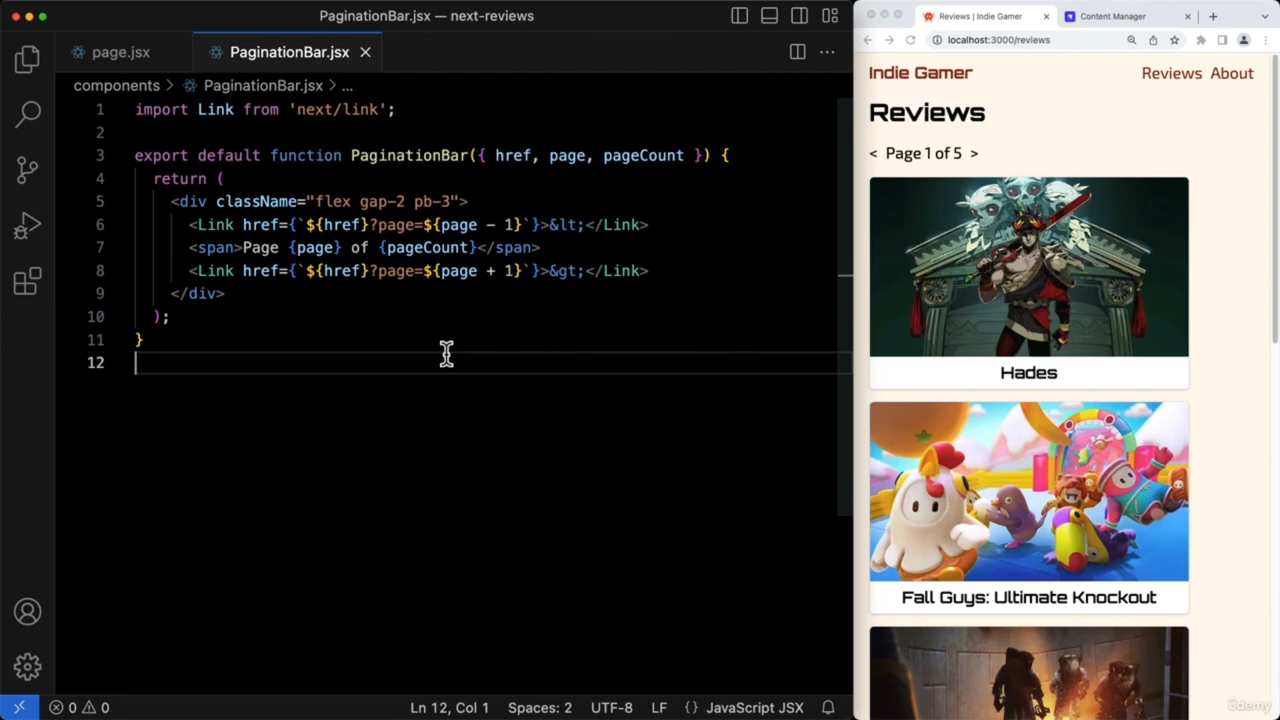 PaginationBar.jsx — next-reviews
page.jsx
PaginationBar.jsx
components > PaginationBar.jsx > ...
1 import Link from 'next/link';
2
3 export default function PaginationBar({ href, page, pageCount }) {
4 return (
5 <div className="flex gap-2 pb-3">
6 <Link href={`${href}?page=${page - 1}`}>&lt;</Link>
7 <span>Page {page} of {pageCount}</span>
8 <Link href={`${href}?page=${page + 1}`}>&gt;</Link>
9 </div>
10 );
11 }
12
0 0
Ln 12, Col 1 Spaces: 2 UTF-8 LF {} JavaScript JSX
Reviews | Indie Gamer
Content Manager
localhost:3000/reviews
Indie Gamer Reviews About
Reviews
< Page 1 of 5 >
Hades
Fall Guys: Ultimate Knockout
ûdemy